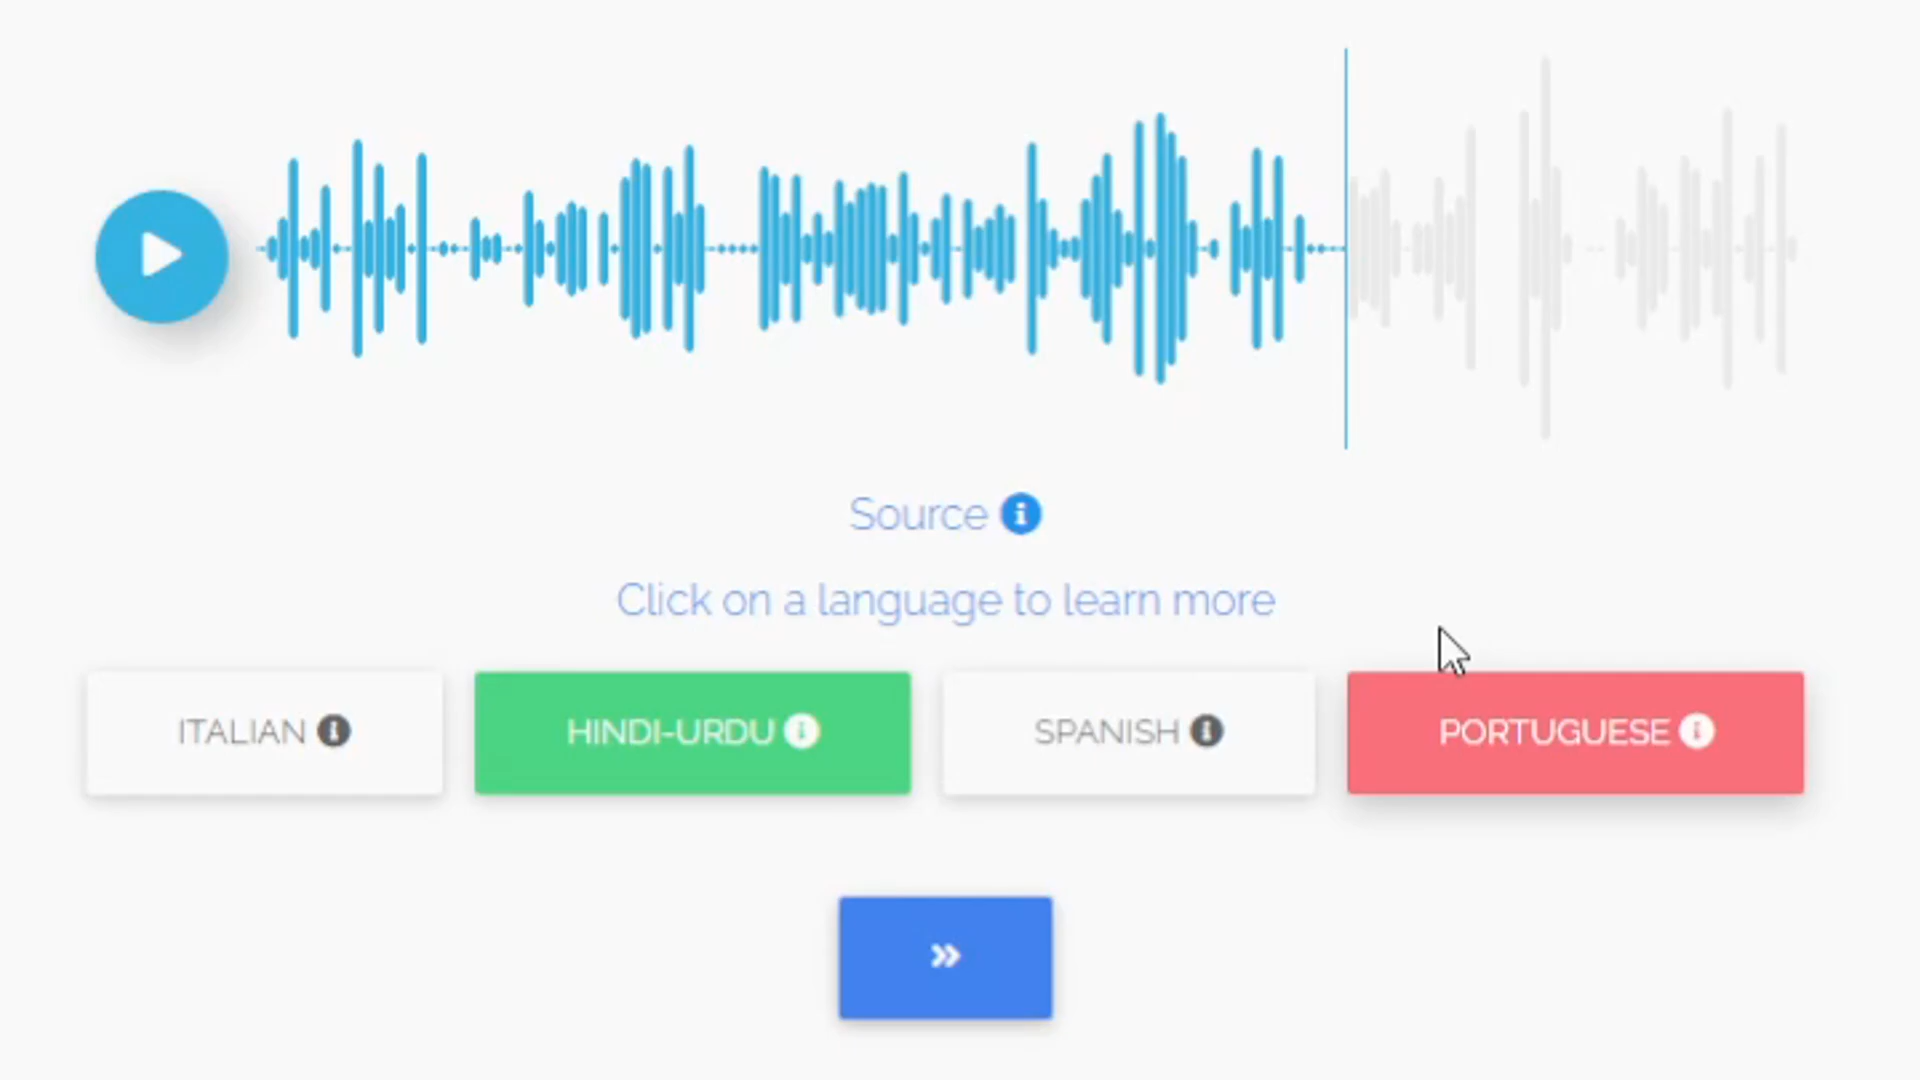 Source
Click on a language to learn more
ITALIAN
HINDI-URDU
SPANISH
PORTUGUESE